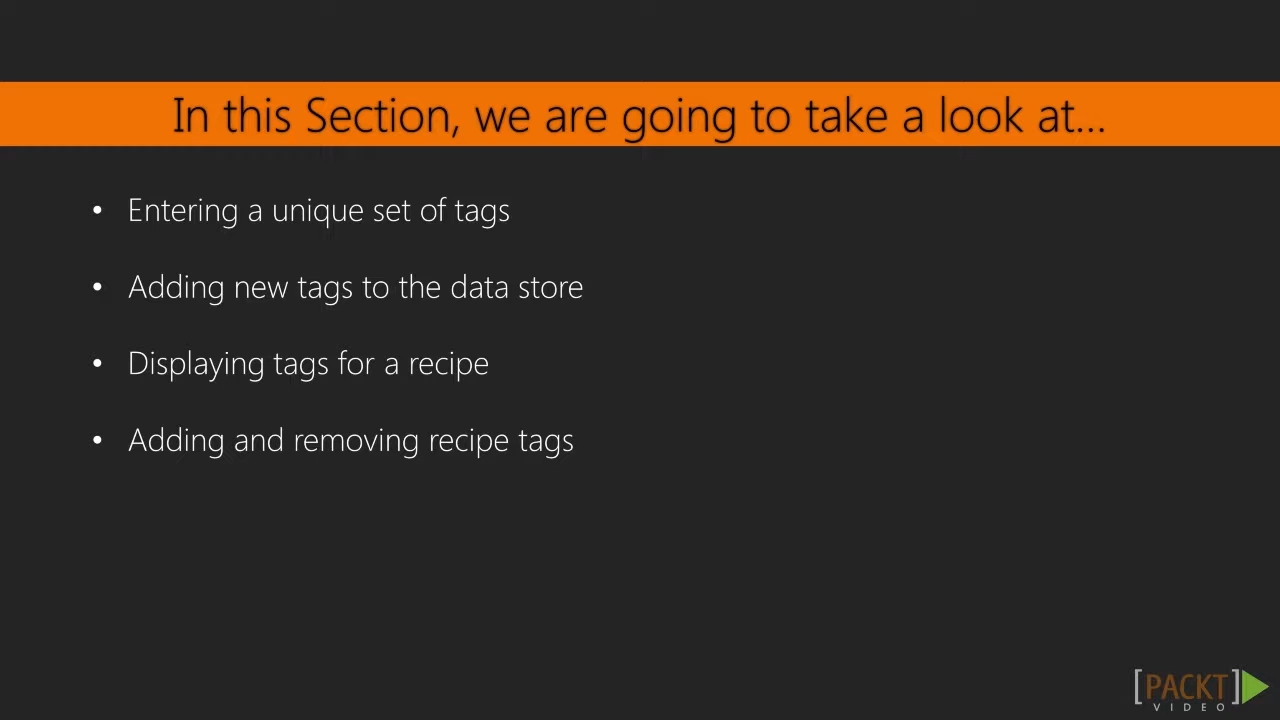 In this Section, we are going to take a look at...
• Entering a unique set of tags
• Adding new tags to the data store
• Displaying tags for a recipe
• Adding and removing recipe tags
[PACKT]
VIDEO